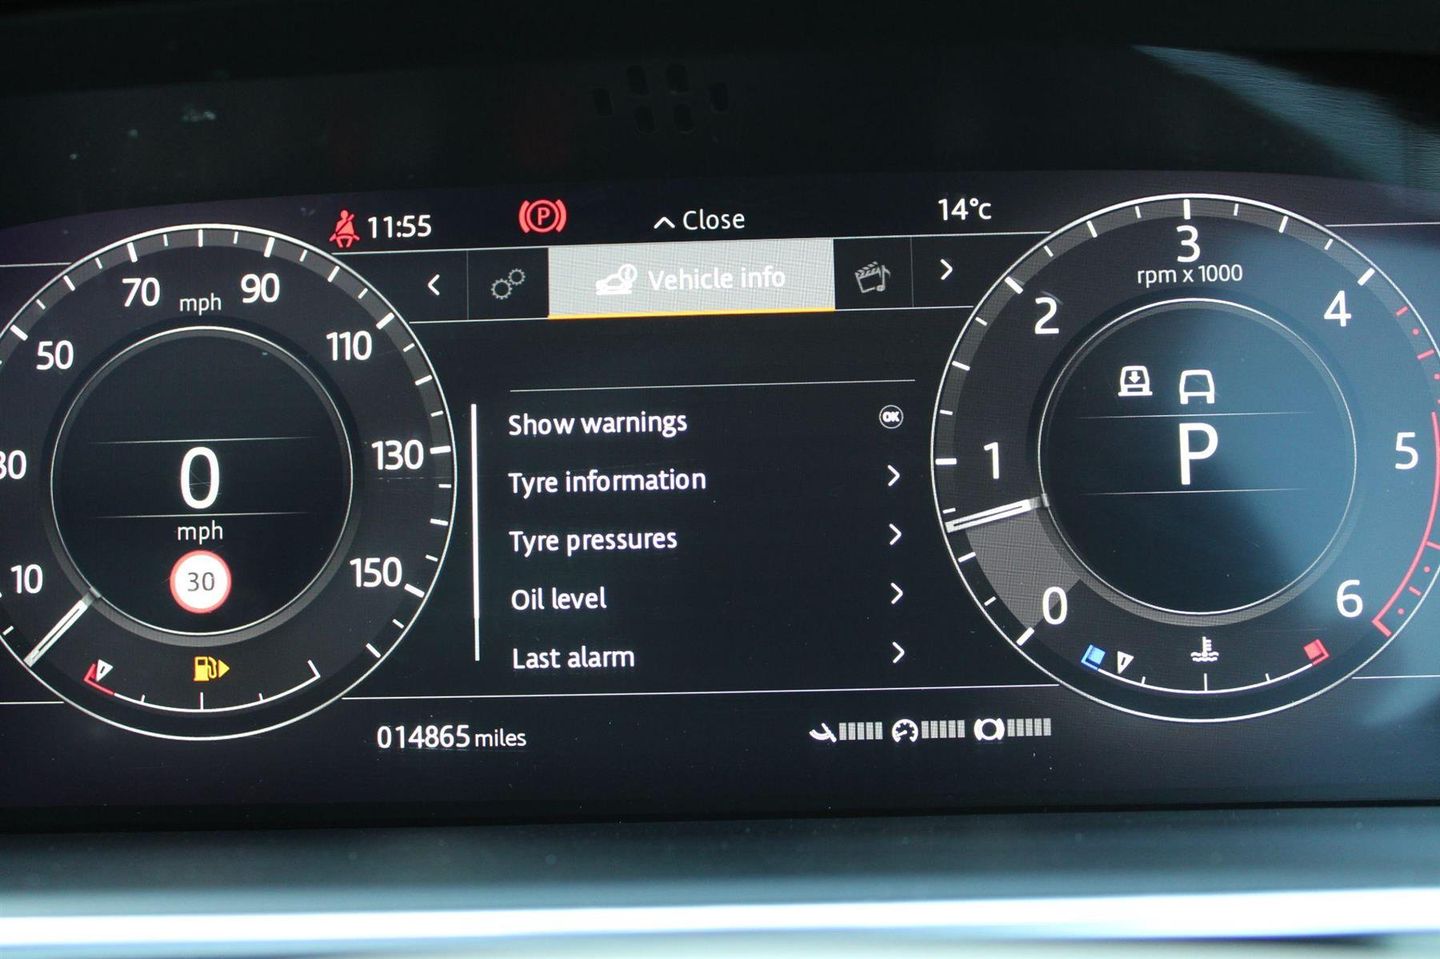 11:55
P
Close
14°c
Vehicle info
10
30
50
70
mph
90
110
130
150
0
mph
30
Show warnings
OK
Tyre information
Tyre pressures
Oil level
Last alarm
0
1
2
3
rpm x 1000
4
5
6
P
014865 miles